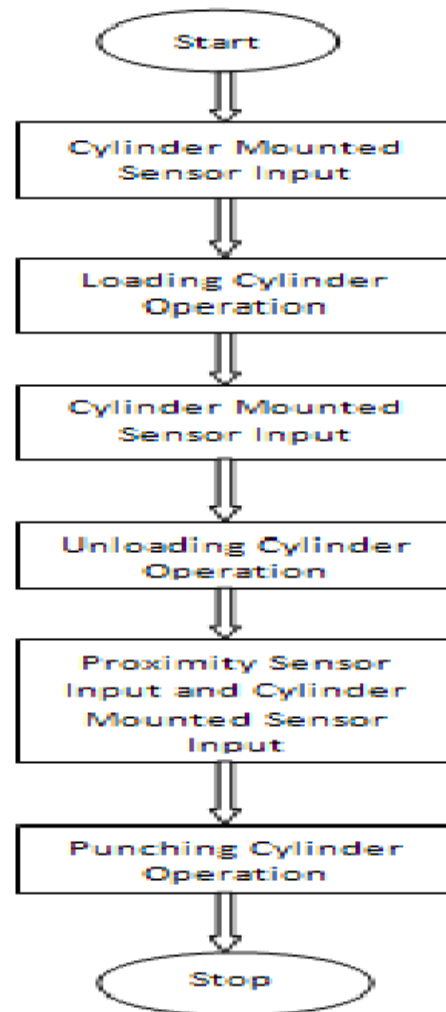 Start
Cylinder Mounted
Sensor Input
Loading Cylinder
Operation
Cylinder Mounted
Sensor Input
Unloading Cylinder
Operation
Proximity Sensor
Input and Cylinder
Mounted Sensor
Input
Punching Cylinder
Operation
Stop